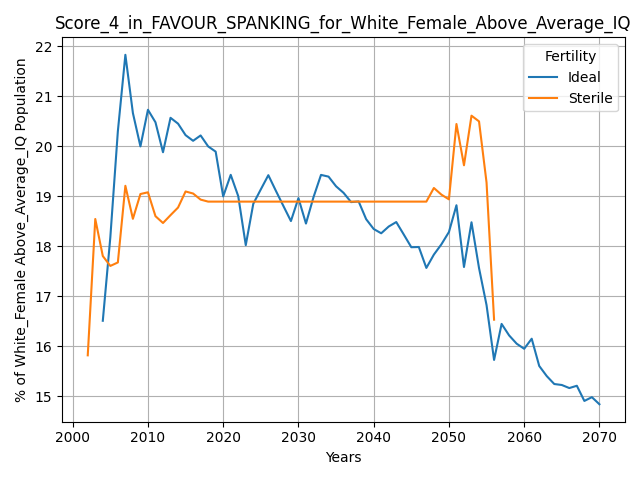 Score_4_in_FAVOUR_SPANKING_for_White_Female_Above_Average_IQ
% of White_Female Above_Average_IQ Population
22
21
20
19
18
17
16
15
Fertility
Ideal
Sterile
2000 2010 2020 2030 2040 2050 2060 2070
Years